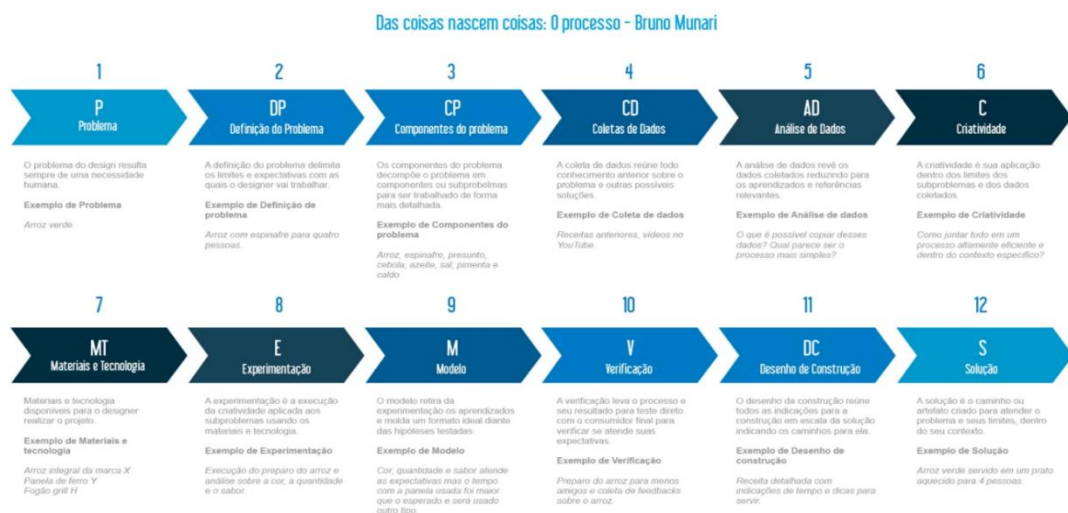 Das coisas nascem coisas: O processo - Bruno Munari
1
2
3
4
5
6
P
Problema
DP
Definição do Problema
CP
Componentes do problema
CD
Coletas de Dados
AD
Análise de Dados
C
Criatividade
O problema do design resulta
sempre de uma necessidade
humana.
Exemplo de Problema
Arroz verde.
A definição do problema delimita
os limites e expectativas com as
quais o designer vai trabalhar.
Exemplo de Definição de
problema
Arroz com espinafre para quatro
pessoas.
Os componentes do problema
decompõe o problema em
componentes ou subprobelmas
para ser trabalhado de forma
mais detalhada.
Exemplo de Componentes do
problema
Arroz, espinafre, presunto,
cebola, azeite, sal, pimenta e
caldo
A coleta de dados reúne todo
conhecimento anterior sobre o
problema e outras possíveis
soluções.
Exemplo de Coleta de dados
Receitas anteriores, vídeos no
YouTube.
A análise de dados revê os
dados coletados reduzindo para
os aprendizados e referências
relevantes.
Exemplo de Análise de dados
O que é possível copiar desses
dados? Qual parece ser o
processo mais simples?
A criatividade é sua aplicação
dentro dos limites dos
subproblemas e dos dados
coletados.
Exemplo de Criatividade
Como juntar tudo em um
processo altamente eficiente e
dentro do contexto específico?
7
8
9
10
11
12
MT
Materiais e Tecnologia
E
Experimentação
M
Modelo
V
Verificação
DC
Desenho de Construção
S
Solução
Materiais e tecnologia
disponíveis para o designer
realizar o projeto.
Exemplo de Materiais e
tecnologia
Arroz integral da marca X
Panela de ferro Y
Fogão grill H
A experimentação é a execução
da criatividade aplicada aos
subproblemas usando os
materiais e tecnologia.
Exemplo de Experimentação
Execução do preparo do arroz e
análise sobre a cor, a quantidade
e o sabor.
O modelo retira da
experimentação os aprendizados
e molda um formato ideal diante
das hipóteses testadas.
Exemplo de Modelo
Cor, quantidade e sabor atende
as expectativas mas o tempo
com a panela usada foi maior
que o esperado e será usado
outro tipo.
A verificação leva o processo e
seu resultado para teste direto
com o consumidor final para
verificar se atende suas
expectativas.
Exemplo de Verificação
Preparo do arroz para menos
amigos e coleta de feedbacks
sobre o arroz.
O desenho da construção reúne
todos as indicações para a
construção em escala da solução
indicando os caminhos para ela.
Exemplo de Desenho de
construção
Receita detalhada com
indicações de tempo e dicas para
servir.
A solução é o caminho ou
artefato criado para atender o
problema e seus limites, dentro
do seu contexto.
Exemplo de Solução
Arroz verde servido em um prato
aquecido para 4 pessoas.